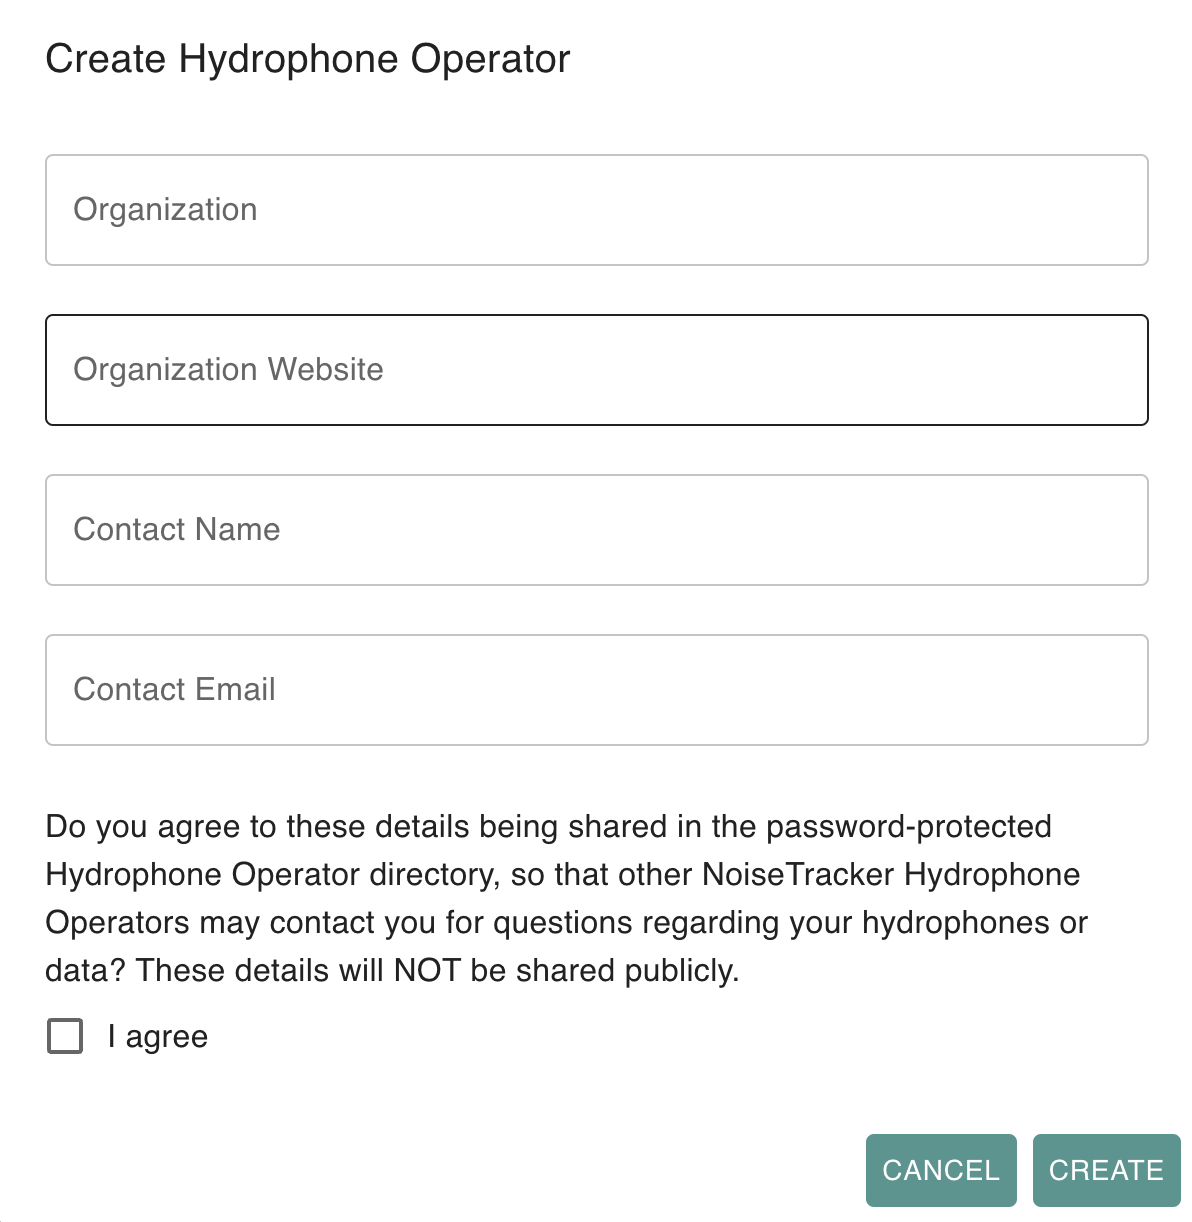 Create Hydrophone Operator
Organization
Organization Website
Contact Name
Contact Email
Do you agree to these details being shared in the password-protected
Hydrophone Operator directory, so that other NoiseTracker Hydrophone
Operators may contact you for questions regarding your hydrophones or
data? These details will NOT be shared publicly.
I agree
CANCEL CREATE